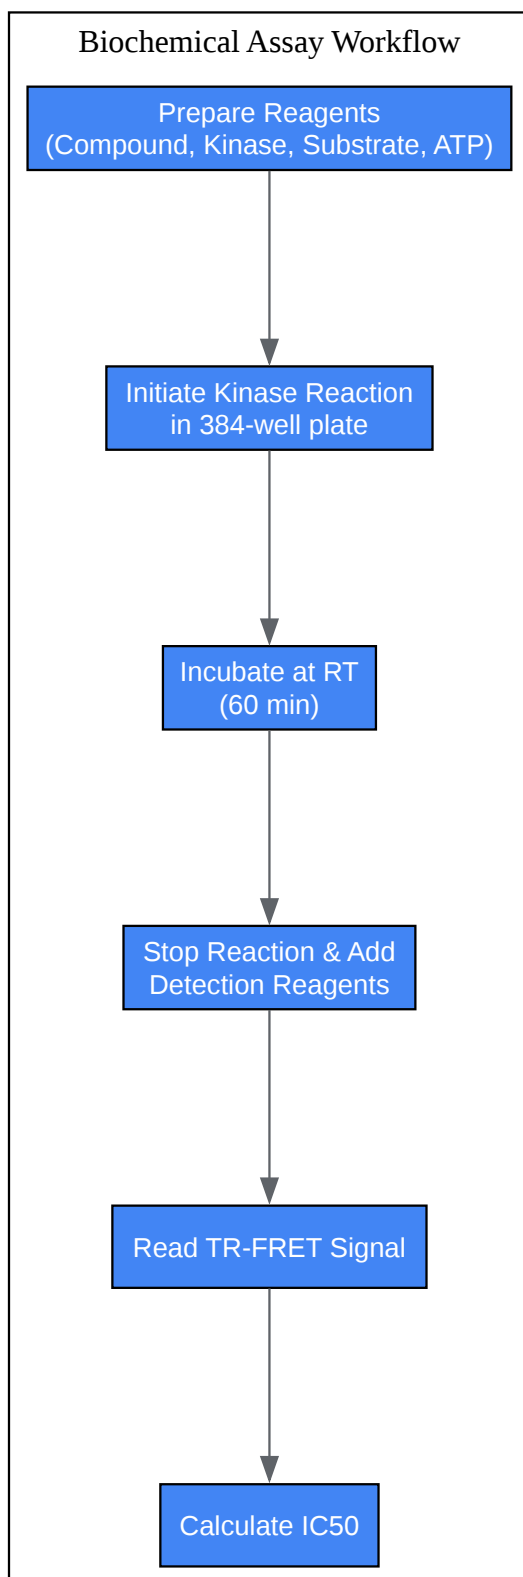 Biochemical Assay Workflow
Prepare Reagents
(Compound, Kinase, Substrate, ATP)
Initiate Kinase Reaction
in 384-well plate
Incubate at RT
(60 min)
Stop Reaction & Add
Detection Reagents
Read TR-FRET Signal
Calculate IC50